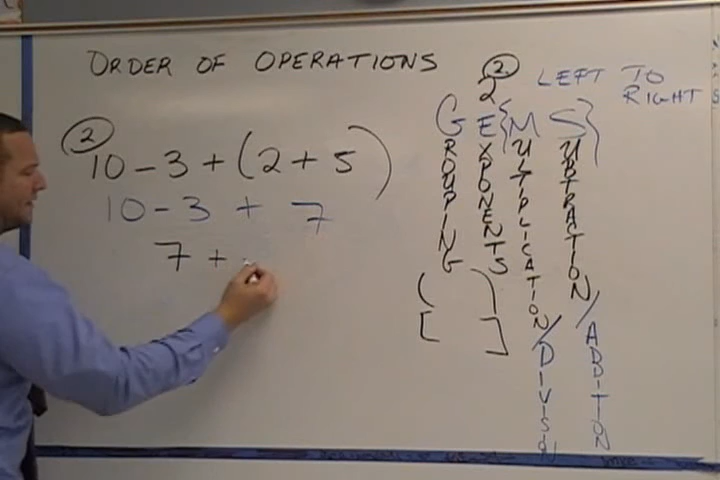 ORDER OF OPERATIONS
2
10 - 3 + (2 + 5)
10 - 3 + 7
7 +
2.
2
LEFT TO
RIGHT
G E { M S }
GROUPING
EXPONENTS
MULTIPLICATION/DIVISION
SUBTRACTION/ADDITION
( )
[ ]